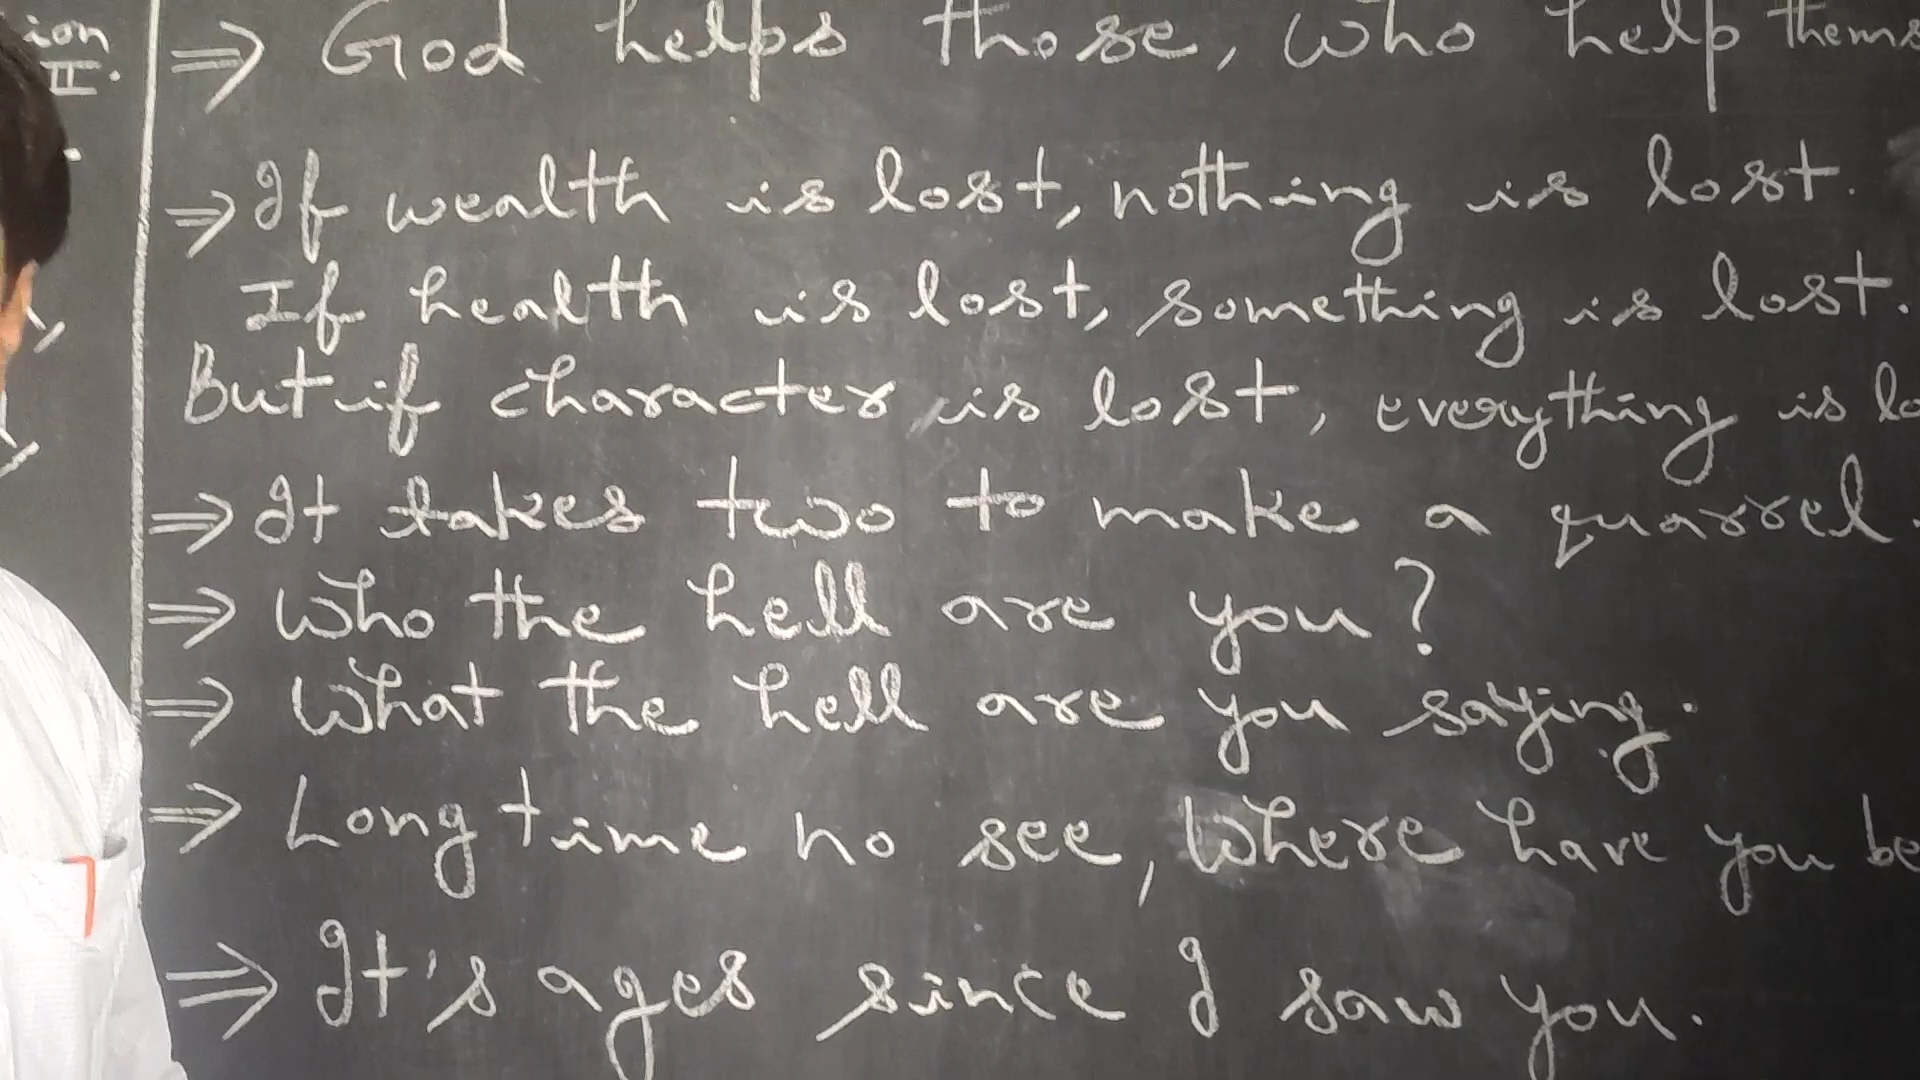 ion
II.
⇒ God helps those, who help thems
⇒ If wealth is lost, nothing is lost.
If health is lost, something is lost.
But if character is lost, everything is lo
⇒ It takes two to make a quarrel.
⇒ Who the hell are you?
⇒ What the hell are you saying.
⇒ Long time no see, Where have you be
⇒ It's ages since I saw you.